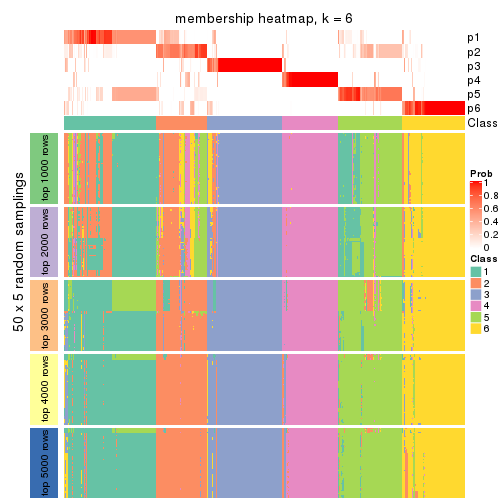 membership heatmap, k = 6
p1
p2
p3
p4
p5
p6
Class
50 x 5 random samplings
top 1000 rows
top 2000 rows
top 3000 rows
top 4000 rows
top 5000 rows
Prob
1
0.8
0.6
0.4
0.2
0
Class
1
2
3
4
5
6